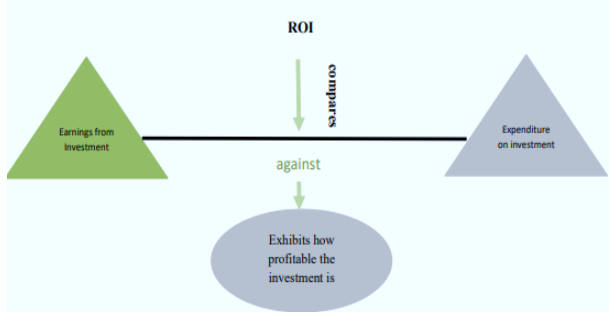 ROI
compares
Earnings from
Investment
Expenditure
on investment
against
Exhibits how
profitable the
investment is